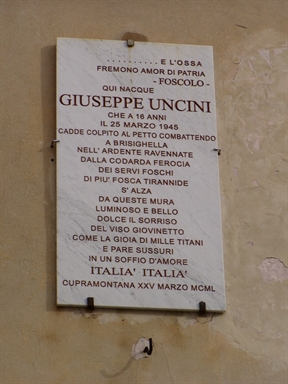 ..........E L'OSSA
FREMONO AMOR DI PATRIA
- FOSCOLO -
QUI NACQUE
GIUSEPPE UNCINI
CHE A 16 ANNI
IL 25 MARZO 1945
CADDE COLPITO AL PETTO COMBATTENDO
A BRISIGHELLA
NELL' ARDENTE RAVENNATE
DALLA CODARDA FEROCIA
DEI SERVI FOSCHI
DI PIU' FOSCA TIRANNIDE
S' ALZA
DA QUESTE MURA
LUMINOSO E BELLO
DOLCE IL SORRISO
DEL VISO GIOVINETTO
COME LA GIOIA DI MILLE TITANI
E PARE SUSSURI
IN UN SOFFIO D'AMORE
ITALIA' ITALIA'
CUPRAMONTANA XXV MARZO MCML